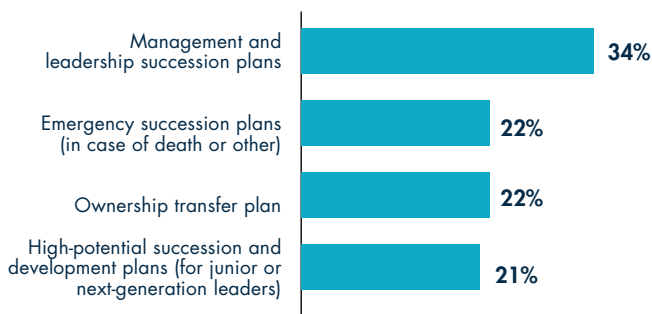 Management and
leadership succession plans
34%
Emergency succession plans
(in case of death or other)
22%
Ownership transfer plan
22%
High-potential succession and
development plans (for junior or
next-generation leaders)
21%